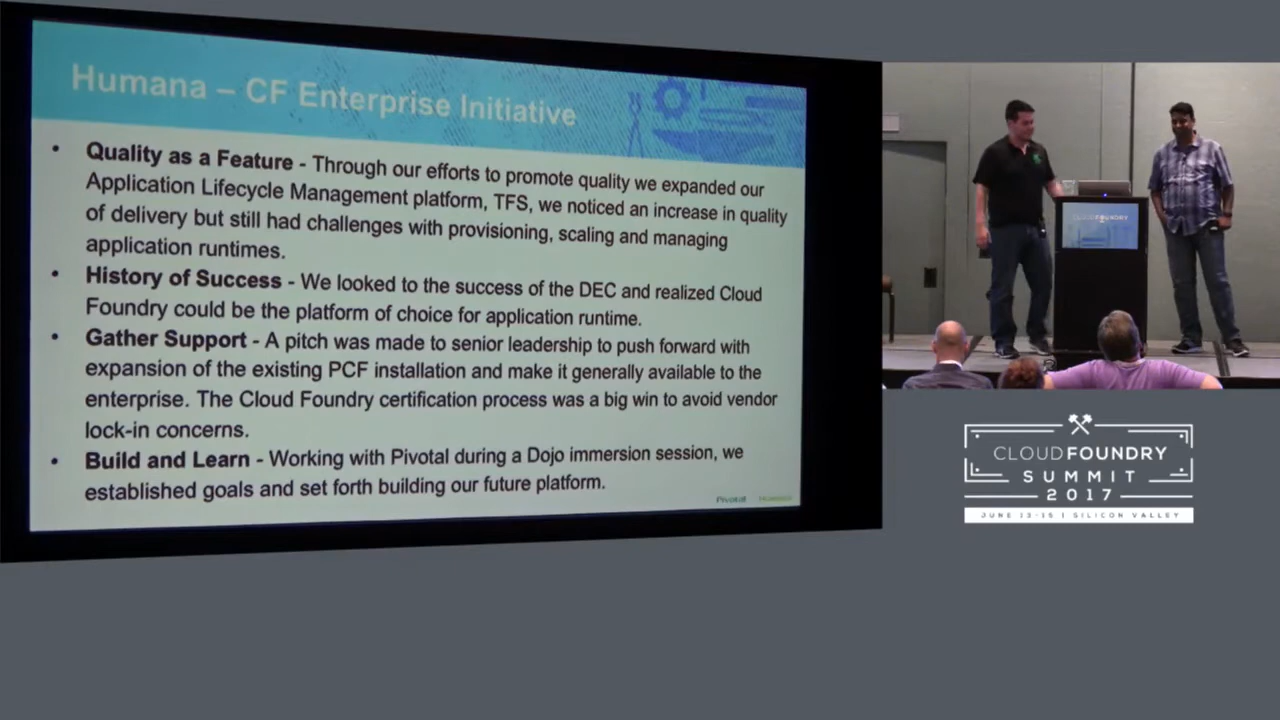 Humana – CF Enterprise Initiative
• Quality as a Feature - Through our efforts to promote quality we expanded our
Application Lifecycle Management platform, TFS, we noticed an increase in quality
of delivery but still had challenges with provisioning, scaling and managing
application runtimes.
• History of Success - We looked to the success of the DEC and realized Cloud
Foundry could be the platform of choice for application runtime.
• Gather Support - A pitch was made to senior leadership to push forward with
expansion of the existing PCF installation and make it generally available to the
enterprise. The Cloud Foundry certification process was a big win to avoid vendor
lock-in concerns.
• Build and Learn - Working with Pivotal during a Dojo immersion session, we
established goals and set forth building our future platform.
Pivotal Humana
CLOUD FOUNDRY
CLOUD FOUNDRY
SUMMIT
2017
JUNE 13-15 | SILICON VALLEY